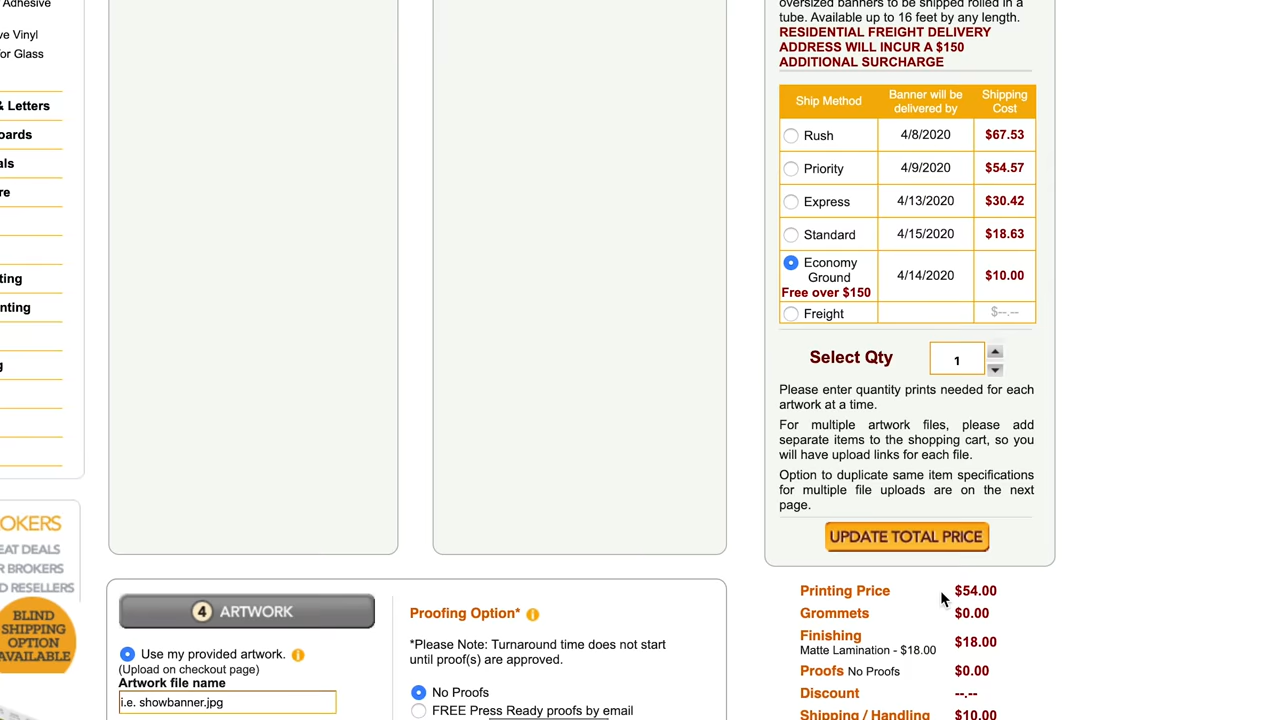 Adhesive
ve Vinyl
or Glass
& Letters
oards
als
re
ting
nting
g
OKERS
EAT DEALS
R BROKERS
D RESELLERS
BLIND
SHIPPING
OPTION
AVAILABLE
4 ARTWORK
Use my provided artwork. i
(Upload on checkout page)
Artwork file name
i.e. showbanner.jpg
Proofing Option* i
*Please Note: Turnaround time does not start
until proof(s) are approved.
No Proofs
FREE Press Ready proofs by email
oversized banners to be shipped rolled in a
tube. Available up to 16 feet by any length.
RESIDENTIAL FREIGHT DELIVERY
ADDRESS WILL INCUR A $150
ADDITIONAL SURCHARGE
Ship Method Banner will be delivered by Shipping Cost
Rush 4/8/2020 $67.53
Priority 4/9/2020 $54.57
Express 4/13/2020 $30.42
Standard 4/15/2020 $18.63
Economy
Ground 4/14/2020 $10.00
Free over $150
Freight $--.--
Select Qty 1
Please enter quantity prints needed for each
artwork at a time.
For multiple artwork files, please add
separate items to the shopping cart, so you
will have upload links for each file.
Option to duplicate same item specifications
for multiple file uploads are on the next
page.
UPDATE TOTAL PRICE
Printing Price $54.00
Grommets $0.00
Finishing $18.00
Matte Lamination - $18.00
Proofs No Proofs $0.00
Discount --.--
Shipping / Handling $10.00